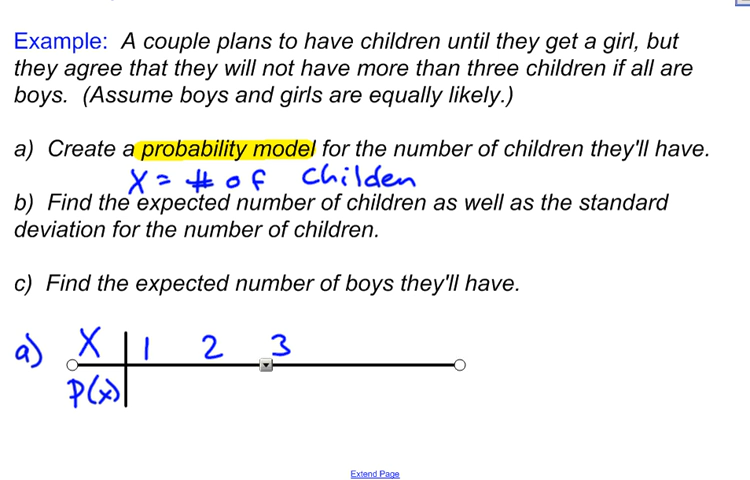 Example: A couple plans to have children until they get a girl, but
they agree that they will not have more than three children if all are
boys. (Assume boys and girls are equally likely.)
a) Create a probability model for the number of children they'll have.
X = # of Childen
b) Find the expected number of children as well as the standard
deviation for the number of children.
c) Find the expected number of boys they'll have.
a) X 1 2 3
P(x)
Extend Page